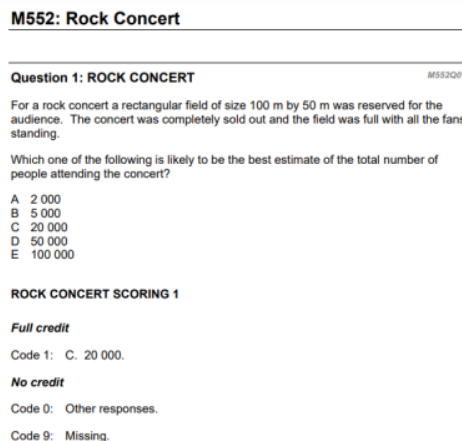 M552: Rock Concert
Question 1: ROCK CONCERT M552Q0
For a rock concert a rectangular field of size 100 m by 50 m was reserved for the
audience. The concert was completely sold out and the field was full with all the fans
standing.
Which one of the following is likely to be the best estimate of the total number of
people attending the concert?
A 2 000
B 5 000
C 20 000
D 50 000
E 100 000
ROCK CONCERT SCORING 1
Full credit
Code 1: C. 20 000.
No credit
Code 0: Other responses.
Code 9: Missing.